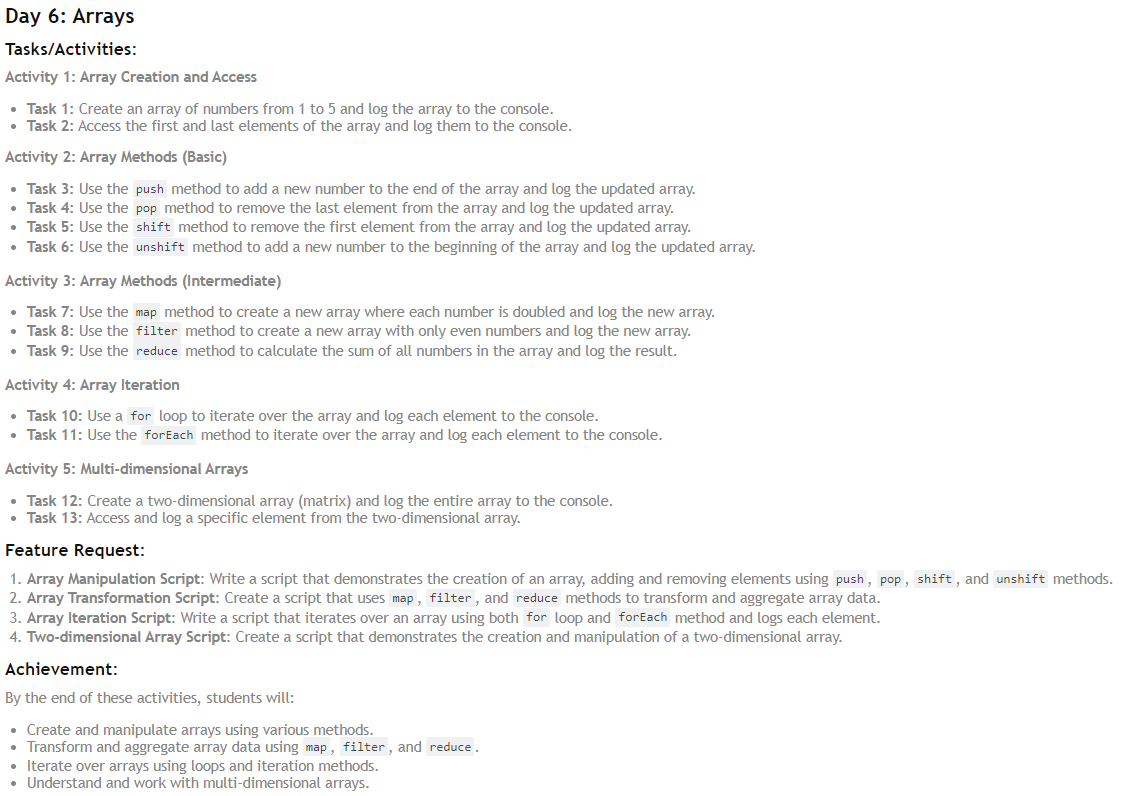 Day 6: Arrays
Tasks/Activities:
Activity 1: Array Creation and Access
• Task 1: Create an array of numbers from 1 to 5 and log the array to the console.
• Task 2: Access the first and last elements of the array and log them to the console.
Activity 2: Array Methods (Basic)
• Task 3: Use the push method to add a new number to the end of the array and log the updated array.
• Task 4: Use the pop method to remove the last element from the array and log the updated array.
• Task 5: Use the shift method to remove the first element from the array and log the updated array.
• Task 6: Use the unshift method to add a new number to the beginning of the array and log the updated array.
Activity 3: Array Methods (Intermediate)
• Task 7: Use the map method to create a new array where each number is doubled and log the new array.
• Task 8: Use the filter method to create a new array with only even numbers and log the new array.
• Task 9: Use the reduce method to calculate the sum of all numbers in the array and log the result.
Activity 4: Array Iteration
• Task 10: Use a for loop to iterate over the array and log each element to the console.
• Task 11: Use the forEach method to iterate over the array and log each element to the console.
Activity 5: Multi-dimensional Arrays
• Task 12: Create a two-dimensional array (matrix) and log the entire array to the console.
• Task 13: Access and log a specific element from the two-dimensional array.
Feature Request:
1. Array Manipulation Script: Write a script that demonstrates the creation of an array, adding and removing elements using push, pop, shift, and unshift methods.
2. Array Transformation Script: Create a script that uses map, filter, and reduce methods to transform and aggregate array data.
3. Array Iteration Script: Write a script that iterates over an array using both for loop and forEach method and logs each element.
4. Two-dimensional Array Script: Create a script that demonstrates the creation and manipulation of a two-dimensional array.
Achievement:
By the end of these activities, students will:
• Create and manipulate arrays using various methods.
• Transform and aggregate array data using map, filter, and reduce.
• Iterate over arrays using loops and iteration methods.
• Understand and work with multi-dimensional arrays.